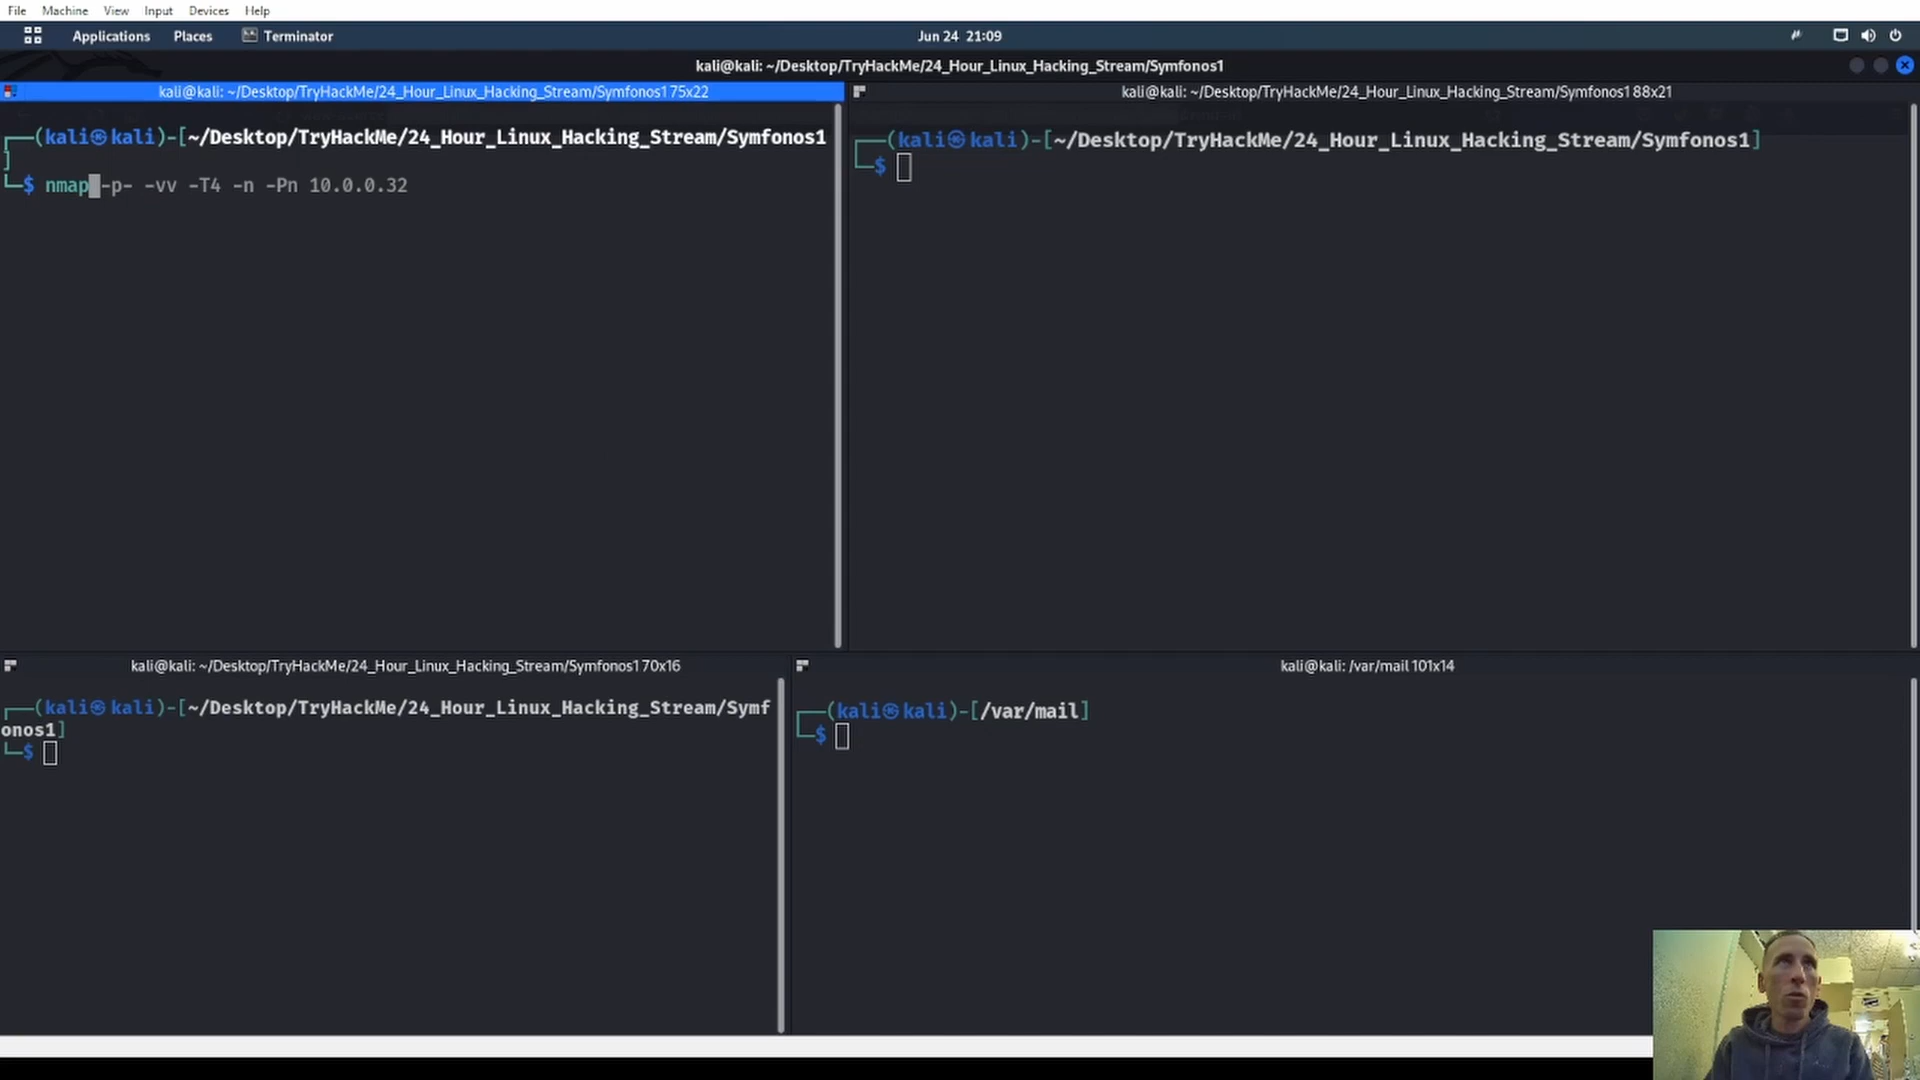 File Machine View Input Devices Help
Applications Places Terminator Jun 24 21:09
kali@kali: ~/Desktop/TryHackMe/24_Hour_Linux_Hacking_Stream/Symfonos1
kali@kali: ~/Desktop/TryHackMe/24_Hour_Linux_Hacking_Stream/Symfonos1 75x22
┌──(kali㉿kali)-[~/Desktop/TryHackMe/24_Hour_Linux_Hacking_Stream/Symfonos1
]
└─$ nmap -p- -vv -T4 -n -Pn 10.0.0.32
kali@kali: ~/Desktop/TryHackMe/24_Hour_Linux_Hacking_Stream/Symfonos1 88x21
┌──(kali㉿kali)-[~/Desktop/TryHackMe/24_Hour_Linux_Hacking_Stream/Symfonos1]
└─$
kali@kali: ~/Desktop/TryHackMe/24_Hour_Linux_Hacking_Stream/Symfonos1 70x16
┌──(kali㉿kali)-[~/Desktop/TryHackMe/24_Hour_Linux_Hacking_Stream/Symf
onos1]
└─$
kali@kali: /var/mail 101x14
┌──(kali㉿kali)-[/var/mail]
└─$